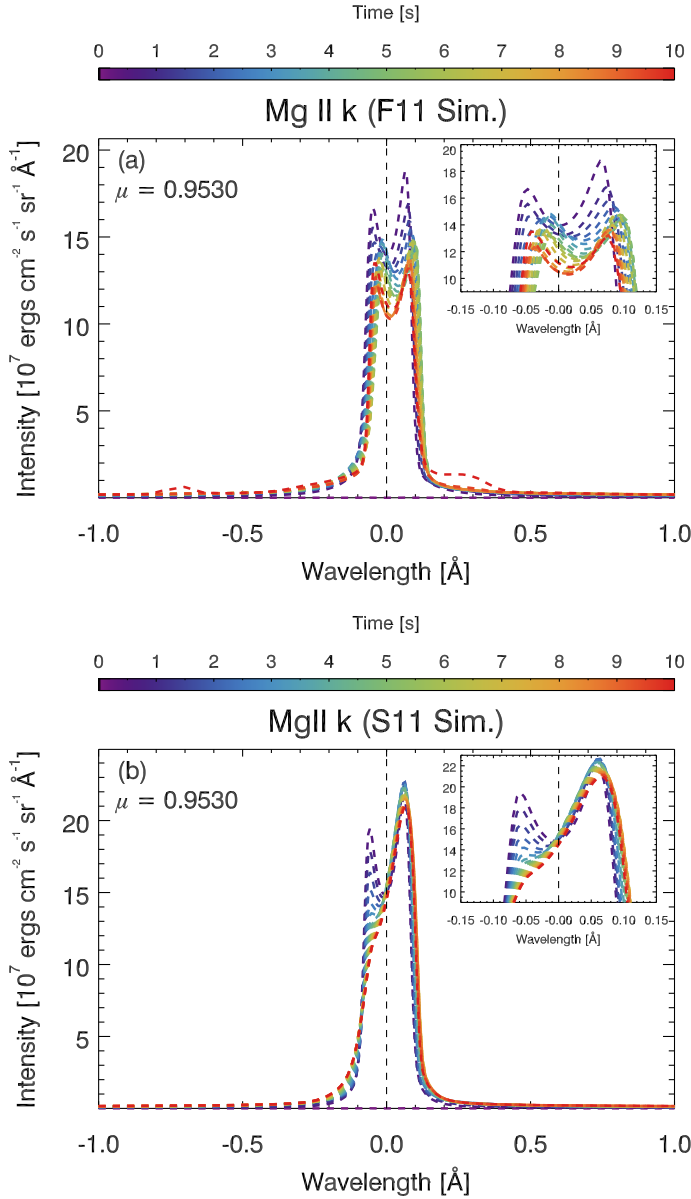 Time [s]
0 1 2 3 4 5 6 7 8 9 10
Mg II k (F11 Sim.)
(a)
μ = 0.9530
Intensity [10⁷ ergs cm⁻² s⁻¹ sr⁻¹ Å⁻¹]
20
15
10
5
20
18
16
14
12
10
-0.15 -0.10 -0.05 -0.00 0.05 0.10 0.15
Wavelength [Å]
-1.0 -0.5 0.0 0.5 1.0
Wavelength [Å]
Time [s]
0 1 2 3 4 5 6 7 8 9 10
MgII k (S11 Sim.)
(b)
μ = 0.9530
Intensity [10⁷ ergs cm⁻² s⁻¹ sr⁻¹ Å⁻¹]
20
15
10
5
22
20
18
16
14
12
10
-0.15 -0.10 -0.05 -0.00 0.05 0.10 0.15
Wavelength [Å]
-1.0 -0.5 0.0 0.5 1.0
Wavelength [Å]